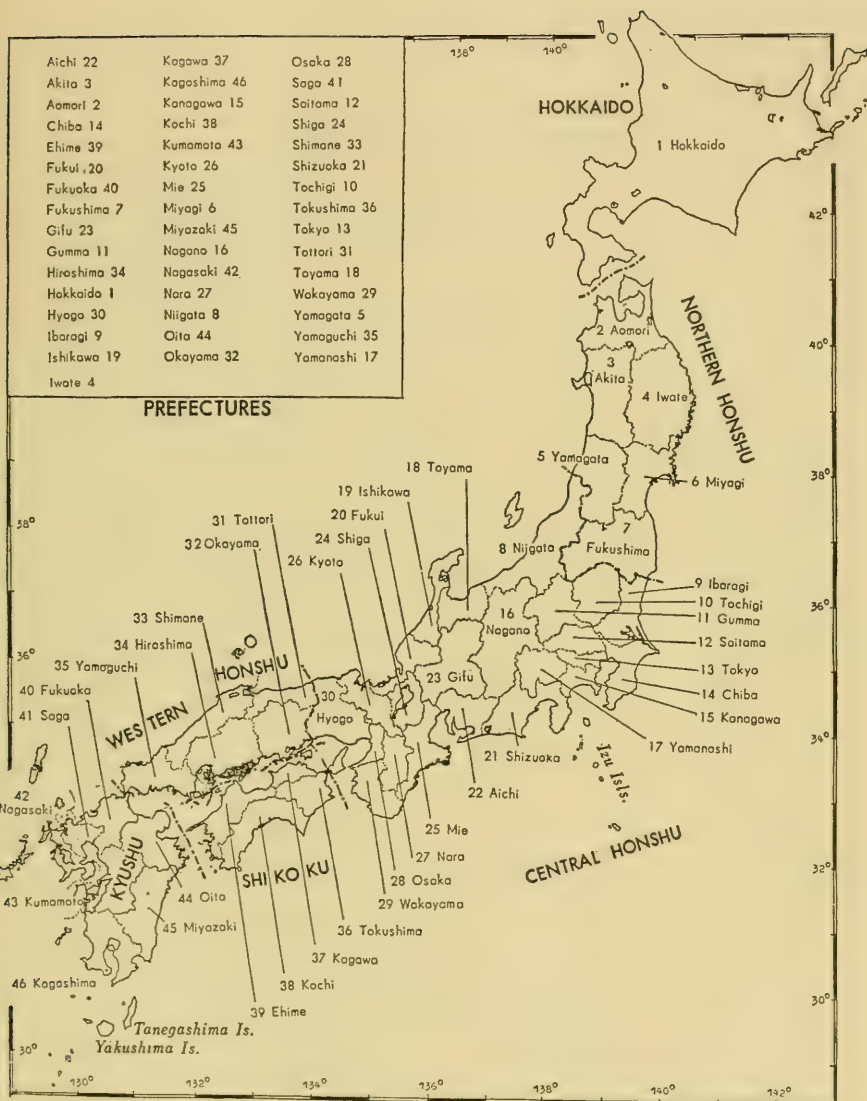 Aichi 22
Akita 3
Aomori 2
Chiba 14
Ehime 39
Fukui 20
Fukuoka 40
Fukushima 7
Gifu 23
Gumma 11
Hiroshima 34
Hokkaido 1
Hyogo 30
Ibaragi 9
Ishikawa 19
Iwate 4
Kagawa 37
Kagoshima 46
Kanagawa 15
Kochi 38
Kumamoto 43
Kyoto 26
Mie 25
Miyagi 6
Miyazaki 45
Nagano 16
Nagasaki 42
Nara 27
Niigata 8
Oita 44
Okayama 32
Osaka 28
Saga 41
Saitama 12
Shiga 24
Shimane 33
Shizuoka 21
Tochigi 10
Tokushima 36
Tokyo 13
Tottori 31
Toyama 18
Wakayama 29
Yamagata 5
Yamaguchi 35
Yamanashi 17
PREFECTURES
138°
140°
HOKKAIDO
1 Hokkaido
42°
2 Aomori
NORTHERN HONSHU
40°
3
Akita
4 Iwate
5 Yamagata
6 Miyagi
38°
18 Toyama
19 Ishikawa
20 Fukui
24 Shiga
26 Kyoto
31 Tottori
32 Okayama
38°
8 Niigata
7
Fukushima
9 Ibaragi
10 Tochigi
11 Gumma
12 Saitama
13 Tokyo
14 Chiba
15 Kanagawa
17 Yamanashi
36°
16
Nagano
23 Gifu
33 Shimane
34 Hiroshima
35 Yamaguchi
40 Fukuoka
41 Saga
36°
WESTERN HONSHU
30
Hyogo
21 Shizuoka
22 Aichi
Izu Isls.
34°
42
Nagasaki
25 Mie
27 Nara
28 Osaka
29 Wakayama
CENTRAL HONSHU
32°
KYUSHU
SHIKOKU
43 Kumamoto
44 Oita
45 Miyazaki
36 Tokushima
37 Kagawa
38 Kochi
39 Ehime
46 Kagoshima
30°
Tanegashima Is.
Yakushima Is.
30°
130°
132°
134°
136°
138°
140°
142°